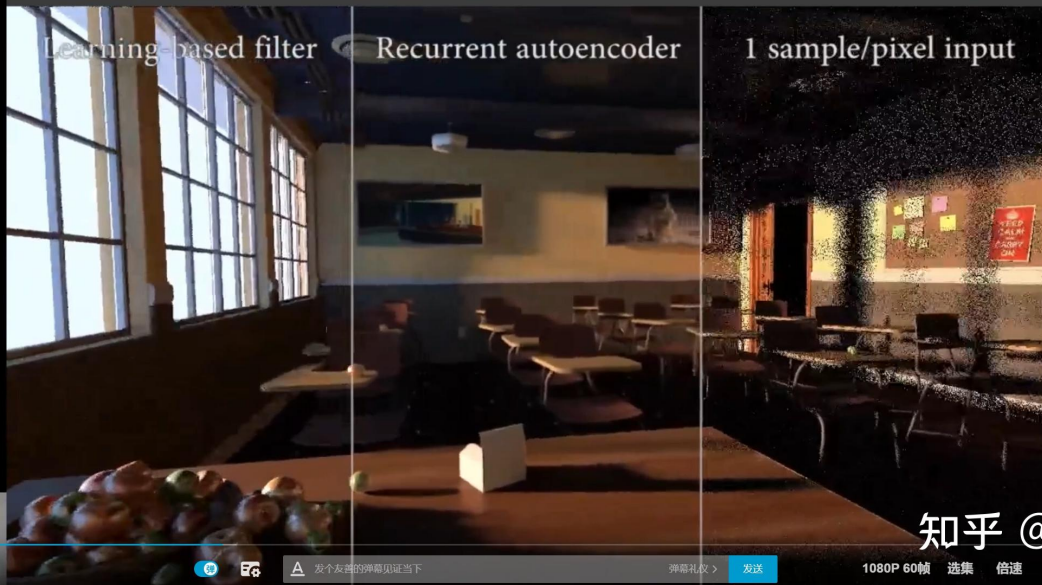 Learning-based filter
Recurrent autoencoder
1 sample/pixel input
KEEP
CALM
AND
CARRY
ON
知乎 @
弹
A 发个友善的弹幕见证当下
弹幕礼仪 >
发送
1080P 60帧
选集
倍速